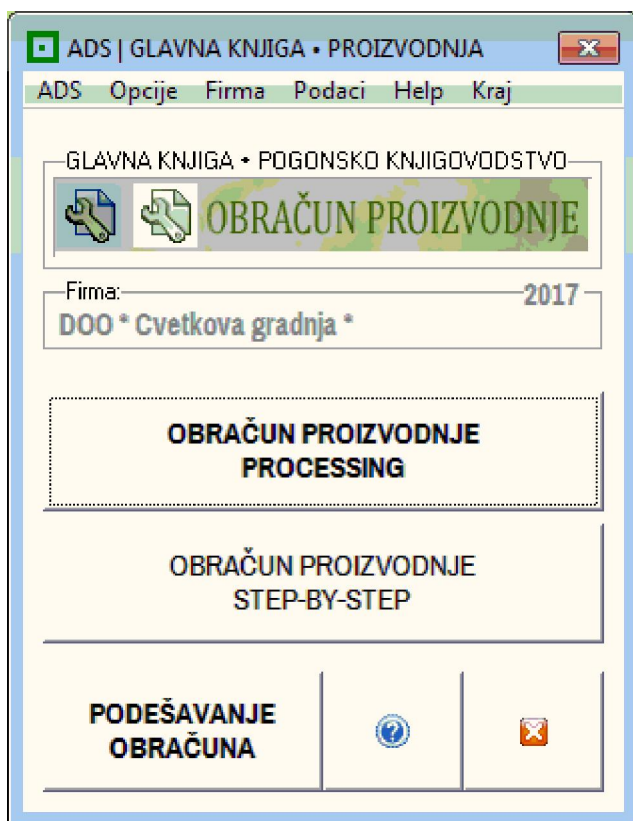 ADS | GLAVNA KNJIGA • PROIZVODNJA
ADS Opcije Firma Podaci Help Kraj
GLAVNA KNJIGA • POGONSKO KNJIGOVODSTVO
OBRAČUN PROIZVODNJE
Firma: 2017
DOO * Cvetkova gradnja *
OBRAČUN PROIZVODNJE
PROCESSING
OBRAČUN PROIZVODNJE
STEP-BY-STEP
PODEŠAVANJE
OBRAČUNA